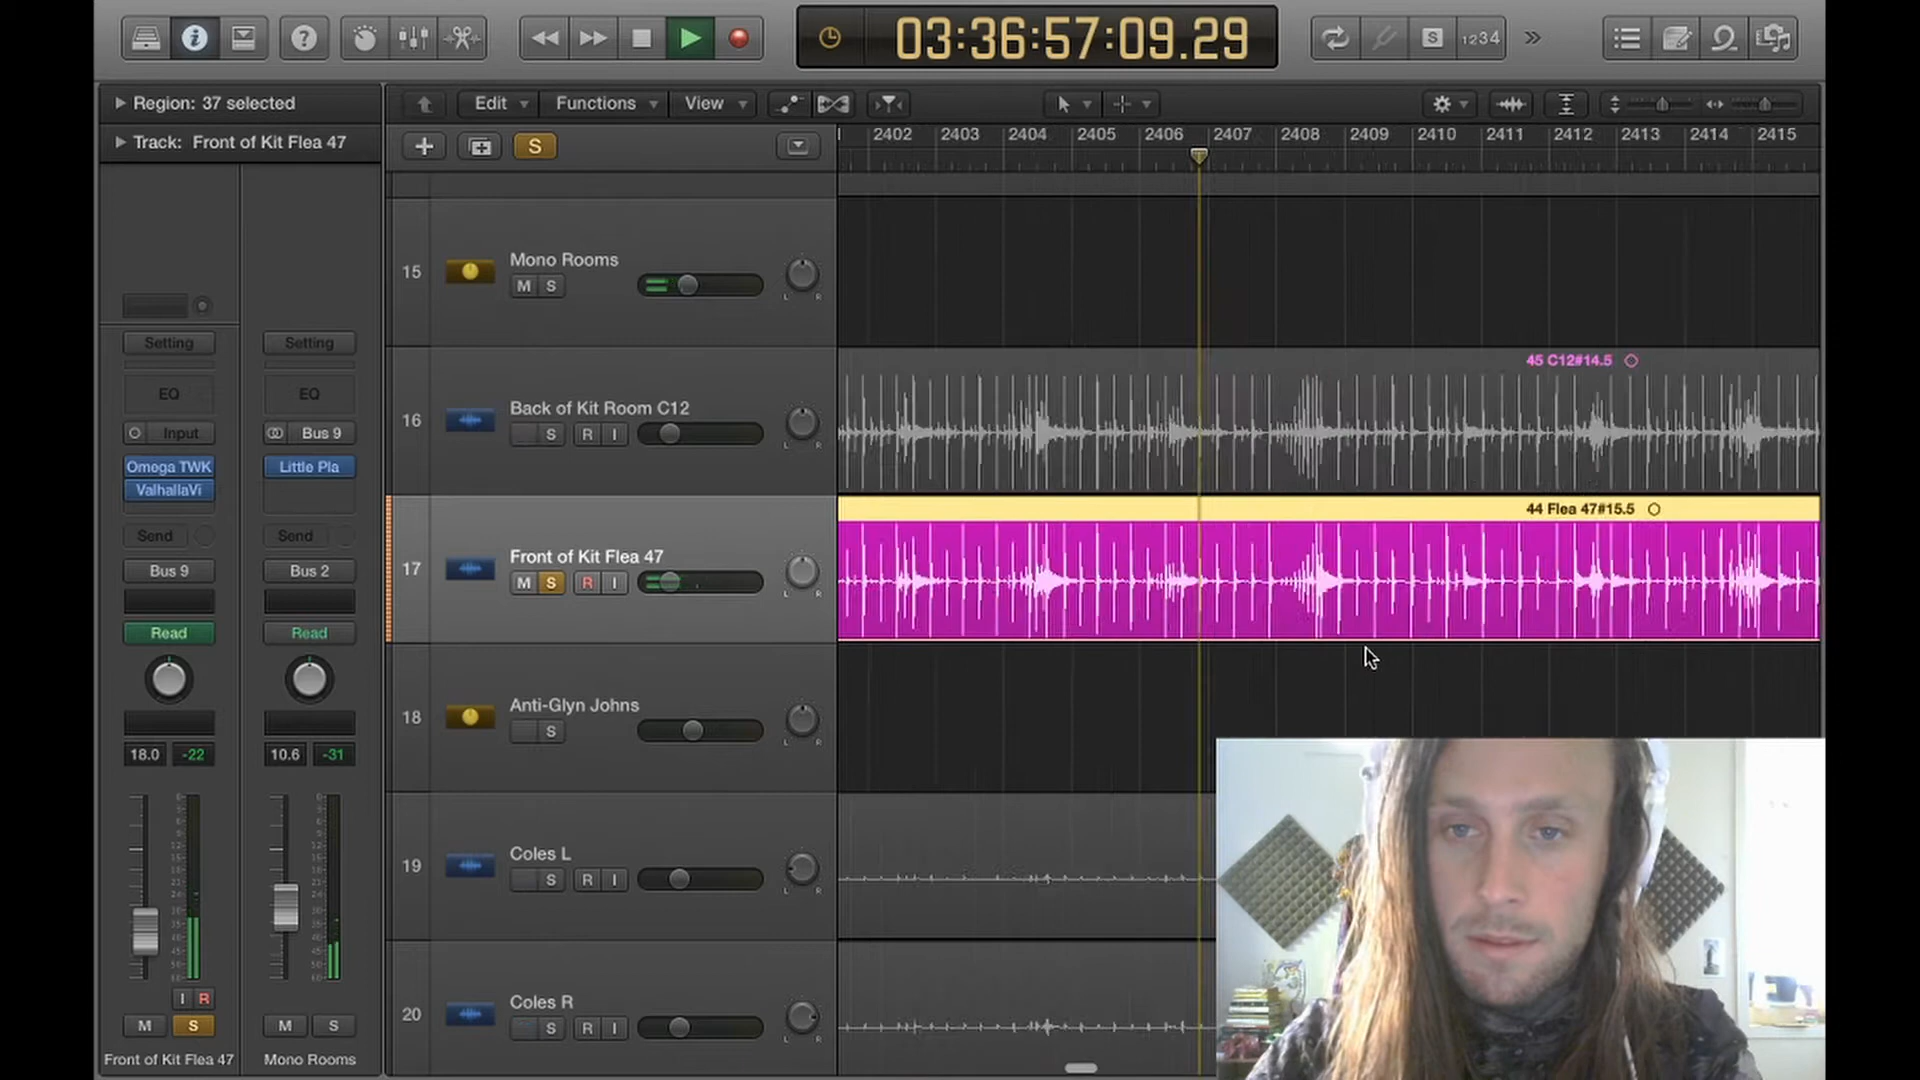 03:36:57:09.29
1234
Region: 37 selected
Edit
Functions
View
Track: Front of Kit Flea 47
S
2402
2403
2404
2405
2406
2407
2408
2409
2410
2411
2412
2413
2414
2415
15
Mono Rooms
M S
L R
16
Back of Kit Room C12
S R I
L R
45 C12#14.5
17
Front of Kit Flea 47
M S R I
L R
44 Flea 47#15.5
18
Anti-Glyn Johns
S
L R
19
Coles L
S R I
L R
20
Coles R
S R I
L R
Setting
EQ
Input
Omega TWK
ValhallaVi
Send
Bus 9
Read
18.0 -22
I R
M S
Front of Kit Flea 47
Setting
EQ
Bus 9
Little Pla
Send
Bus 2
Read
10.6 -31
M S
Mono Rooms